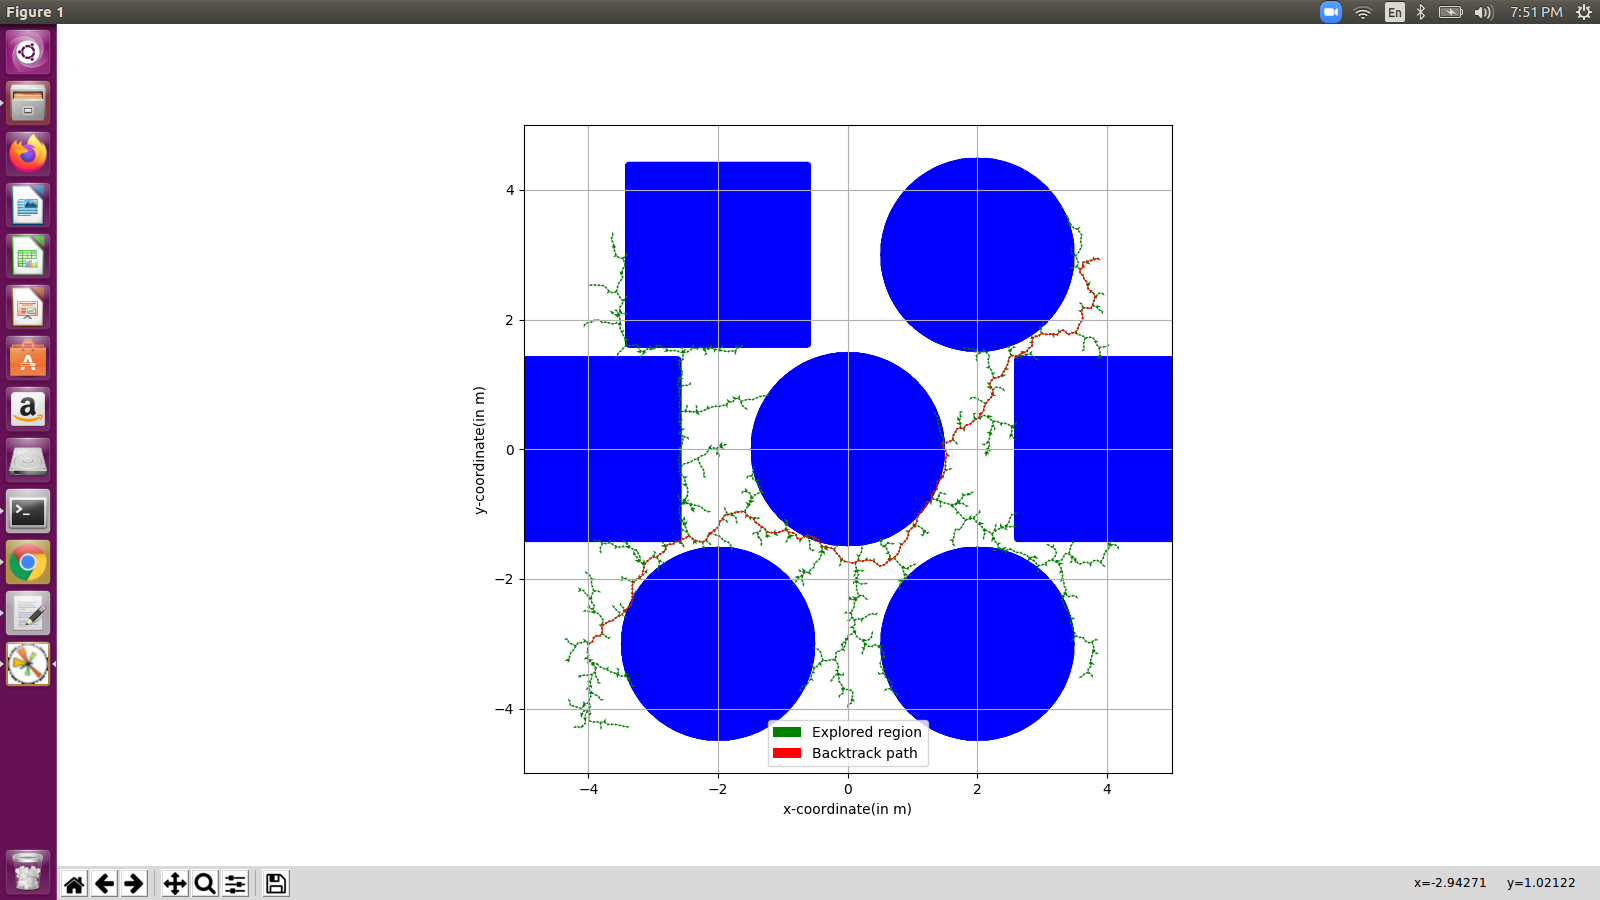 Figure 1
En
7:51 PM
4
2
0
−2
−4
y-coordinate(in m)
Explored region
Backtrack path
−4
−2
0
2
4
x-coordinate(in m)
x=-2.94271 y=1.02122